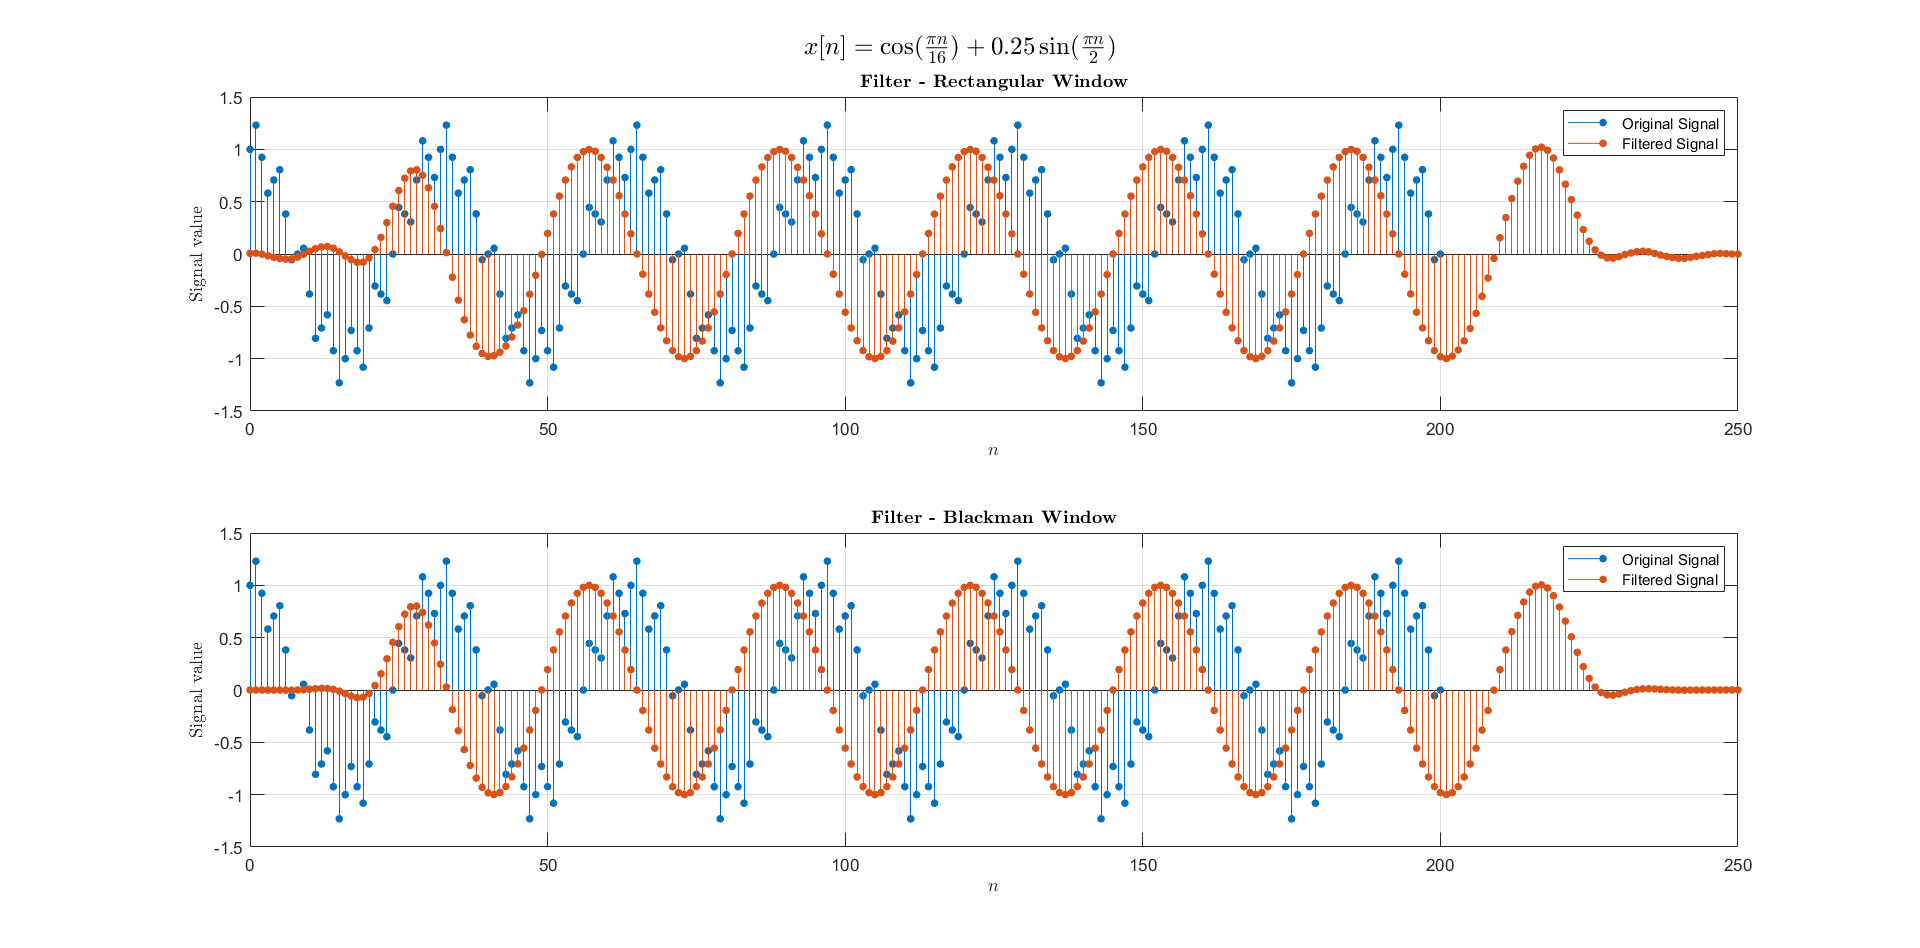 x[n] = cos(πn/16) + 0.25 sin(πn/2)
Filter - Rectangular Window
Original Signal
Filtered Signal
1.5
1
0.5
0
-0.5
-1
-1.5
Signal value
0 50 100 150 200 250
n
Filter - Blackman Window
Original Signal
Filtered Signal
1.5
1
0.5
0
-0.5
-1
-1.5
Signal value
0 50 100 150 200 250
n